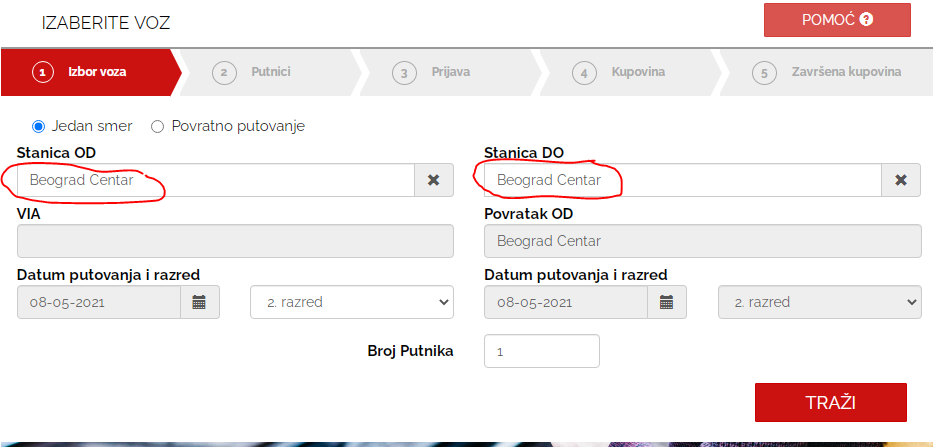 IZABERITE VOZ
POMOĆ ?
1 Izbor voza 2 Putnici 3 Prijava 4 Kupovina 5 Završena kupovina
Jedan smer Povratno putovanje
Stanica OD Stanica DO
Beograd Centar Beograd Centar
VIA Povratak OD
Beograd Centar
Datum putovanja i razred Datum putovanja i razred
08-05-2021 2. razred 08-05-2021 2. razred
Broj Putnika 1
TRAŽI